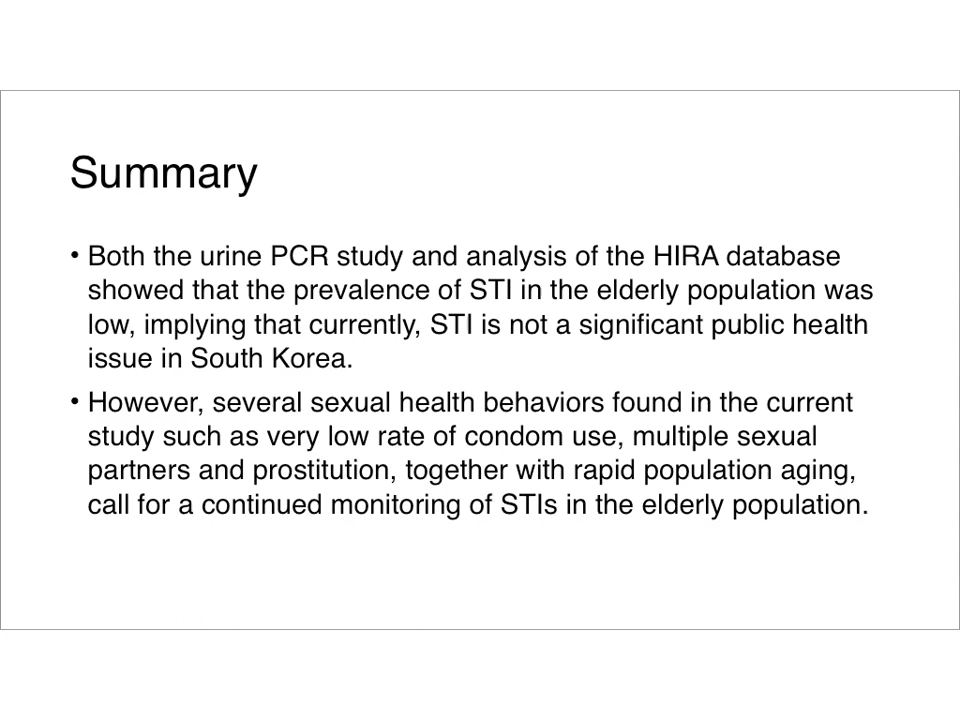 Summary
• Both the urine PCR study and analysis of the HIRA database
showed that the prevalence of STI in the elderly population was
low, implying that currently, STI is not a significant public health
issue in South Korea.
• However, several sexual health behaviors found in the current
study such as very low rate of condom use, multiple sexual
partners and prostitution, together with rapid population aging,
call for a continued monitoring of STIs in the elderly population.